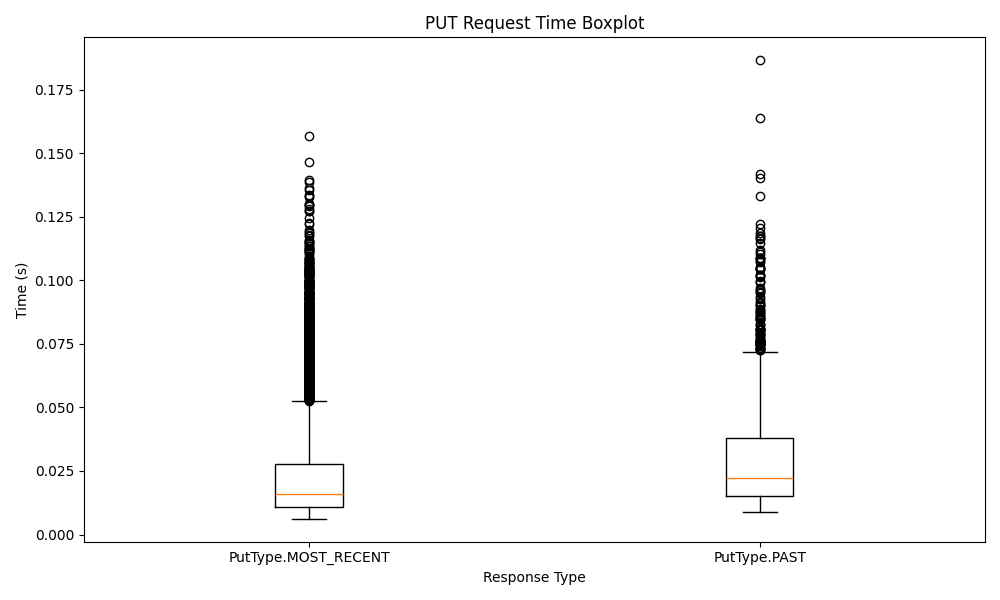 PUT Request Time Boxplot
Time (s)
0.175
0.150
0.125
0.100
0.075
0.050
0.025
0.000
PutType.MOST_RECENT
PutType.PAST
Response Type